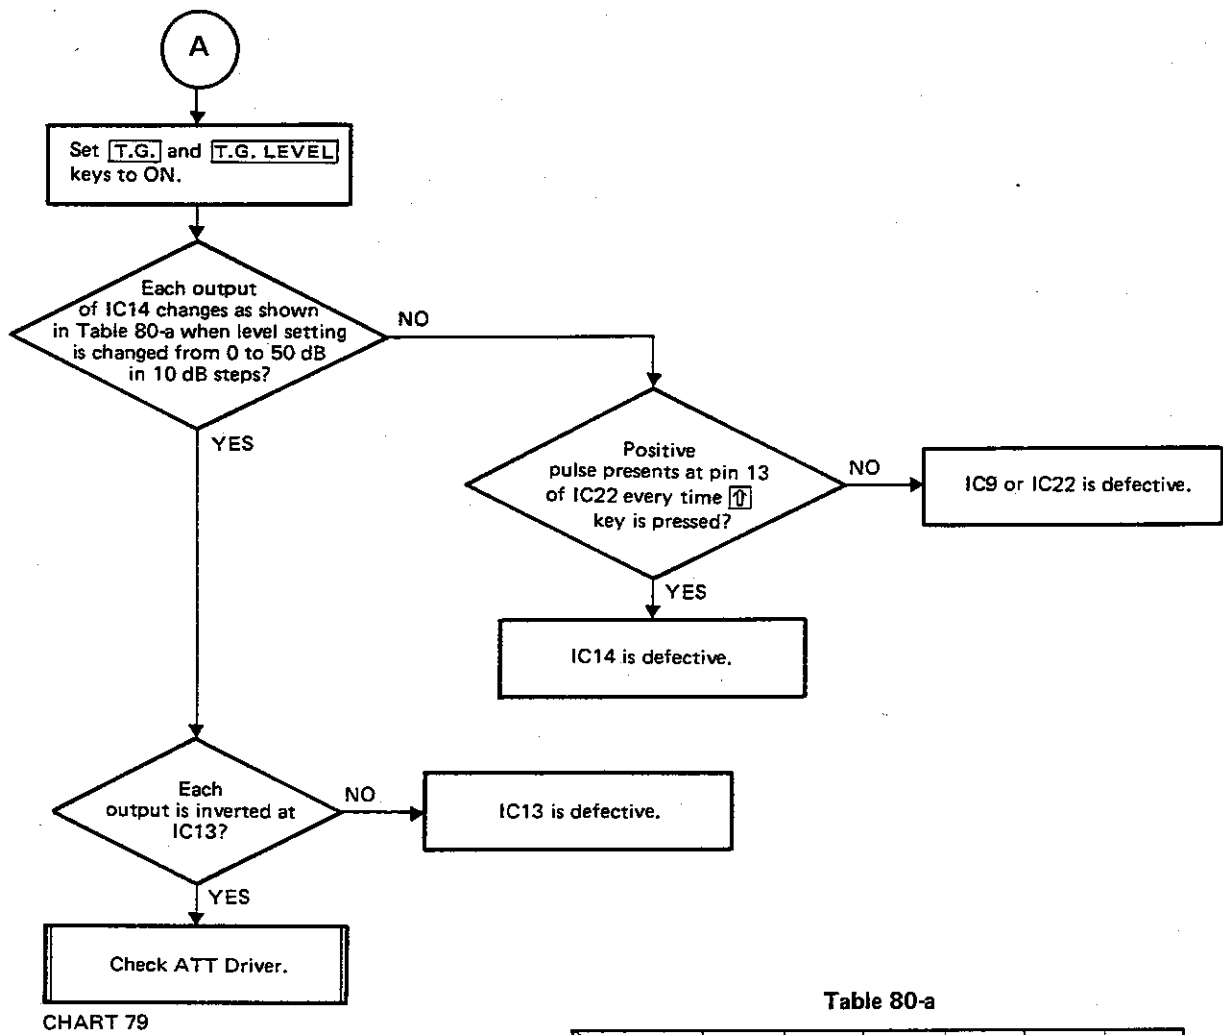 A
Set T.G. and T.G. LEVEL
keys to ON.
Each output
of IC14 changes as shown
in Table 80-a when level setting
is changed from 0 to 50 dB
in 10 dB steps?
NO
YES
Positive
pulse presents at pin 13
of IC22 every time ⇧
key is pressed?
NO
IC9 or IC22 is defective.
YES
IC14 is defective.
Each
output is inverted at
IC13?
NO
IC13 is defective.
YES
Check ATT Driver.
CHART 79
Table 80-a